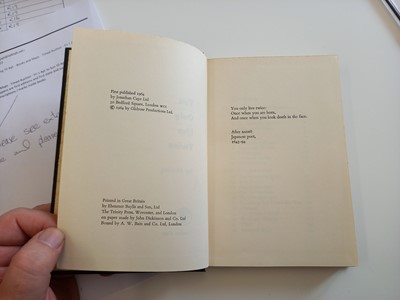 First published 1964
by Jonathan Cape Ltd
30 Bedford Square, London WC1
© 1964 by Glidrose Productions Ltd
Printed in Great Britain
by Ebenezer Baylis and Son, Ltd
The Trinity Press, Worcester, and London
on paper made by John Dickinson and Co. Ltd
Bound by A. W. Bain and Co. Ltd, London
You only live twice:
Once when you are born,
And once when you look death in the face.
After BASHŌ
Japanese poet,
1643-94
see
and